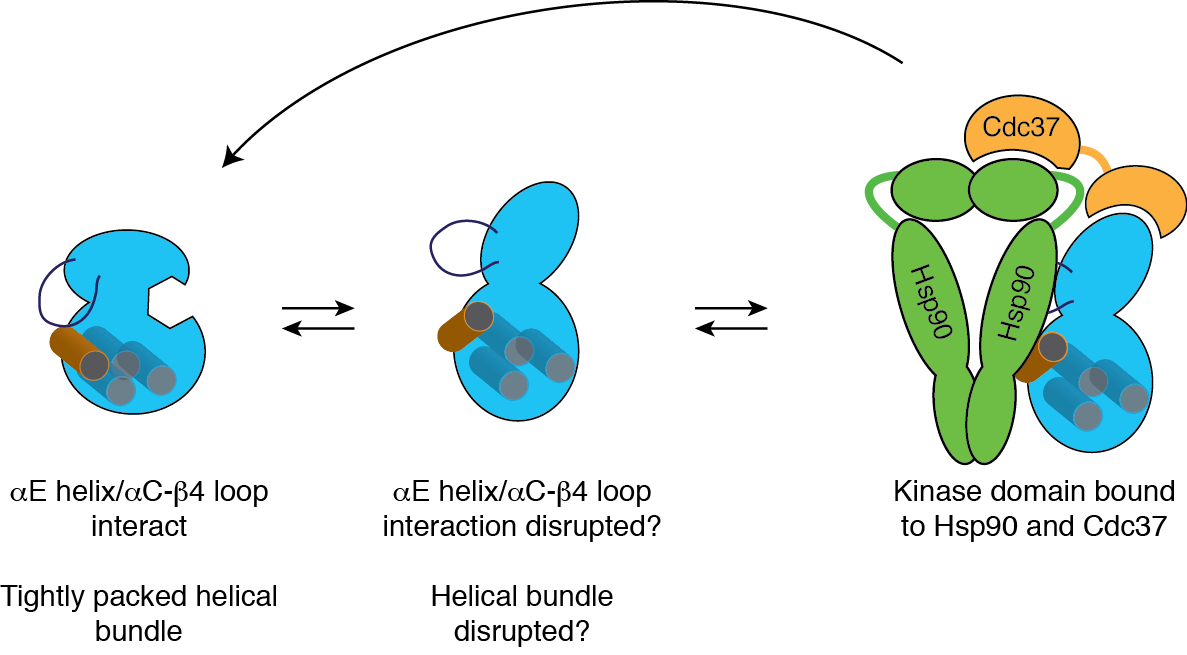 Cdc37
Hsp90
Hsp90
αE helix/αC-β4 loop
interact
Tightly packed helical
bundle
αE helix/αC-β4 loop
interaction disrupted?
Helical bundle
disrupted?
Kinase domain bound
to Hsp90 and Cdc37